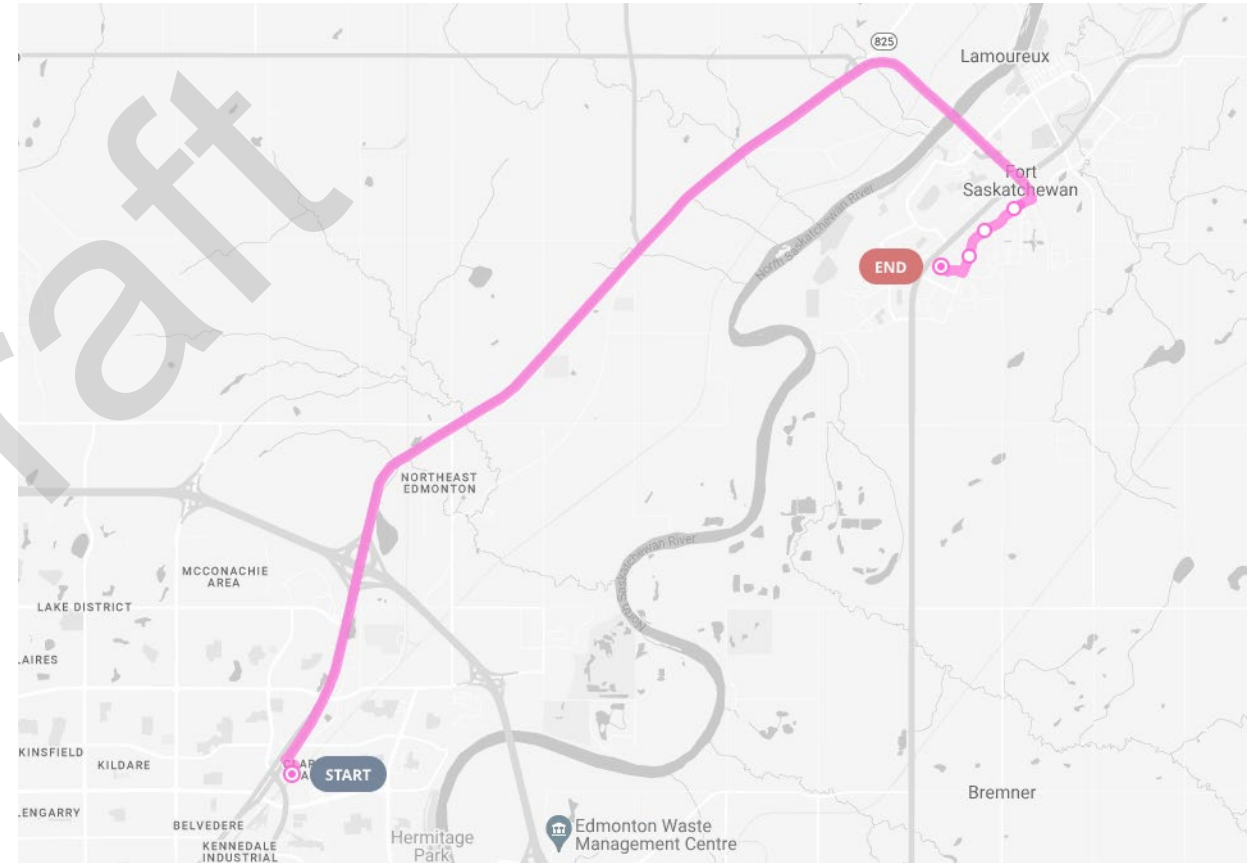 825
Lamoureux
Fort
Saskatchewan
North Saskatchewan River
END
NORTHEAST
EDMONTON
North Saskatchewan River
MCCONACHIE
AREA
LAKE DISTRICT
AIRES
KINSFIELD
KILDARE
START
Bremner
LENGARRY
BELVEDERE
KENNEDALE
INDUSTRIAL
Hermitage
Park
Edmonton Waste
Management Centre
raft